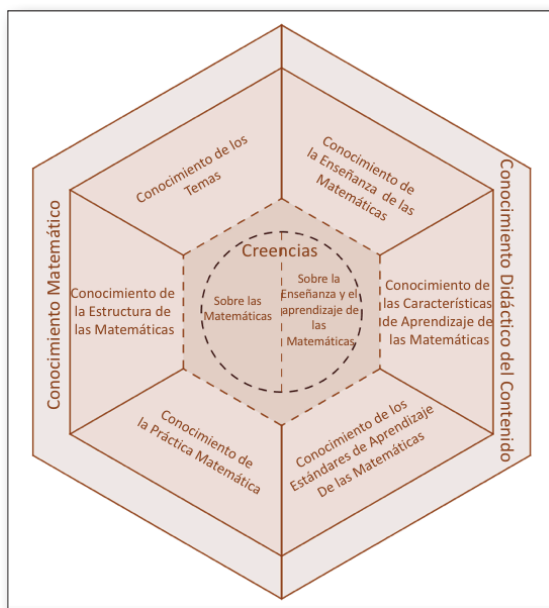 Conocimiento Matemático
Conocimiento de los
Temas
Conocimiento de
la Enseñanza de las
Matemáticas
Conocimiento Didáctico del Contenido
Creencias
Sobre las
Matemáticas
Sobre la
Enseñanza y el
aprendizaje de
las
Matemáticas
Conocimiento de
la Estructura de
las Matemáticas
Conocimiento de
las Características
de Aprendizaje de
las Matemáticas
Conocimiento de
la Práctica Matemática
Conocimiento de los
Estándares de Aprendizaje
De las Matemáticas